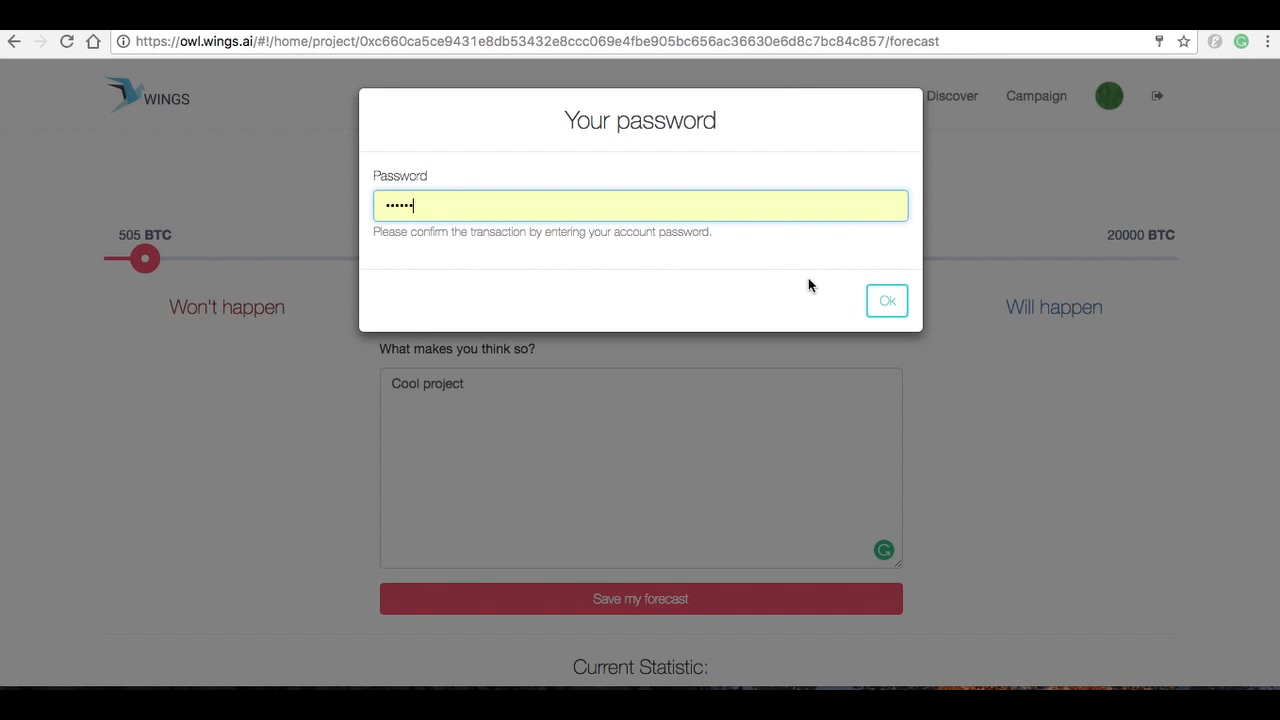 https://owl.wings.ai/#!/home/project/0xc660ca5ce9431e8db53432e8ccc069e4fbe905bc656ac36630e6d8c7bc84c857/forecast
WINGS
Discover
Campaign
Your password
Password
••••••
Please confirm the transaction by entering your account password.
Ok
505 BTC
20000 BTC
Won't happen
Will happen
What makes you think so?
Cool project
Save my forecast
Current Statistic: